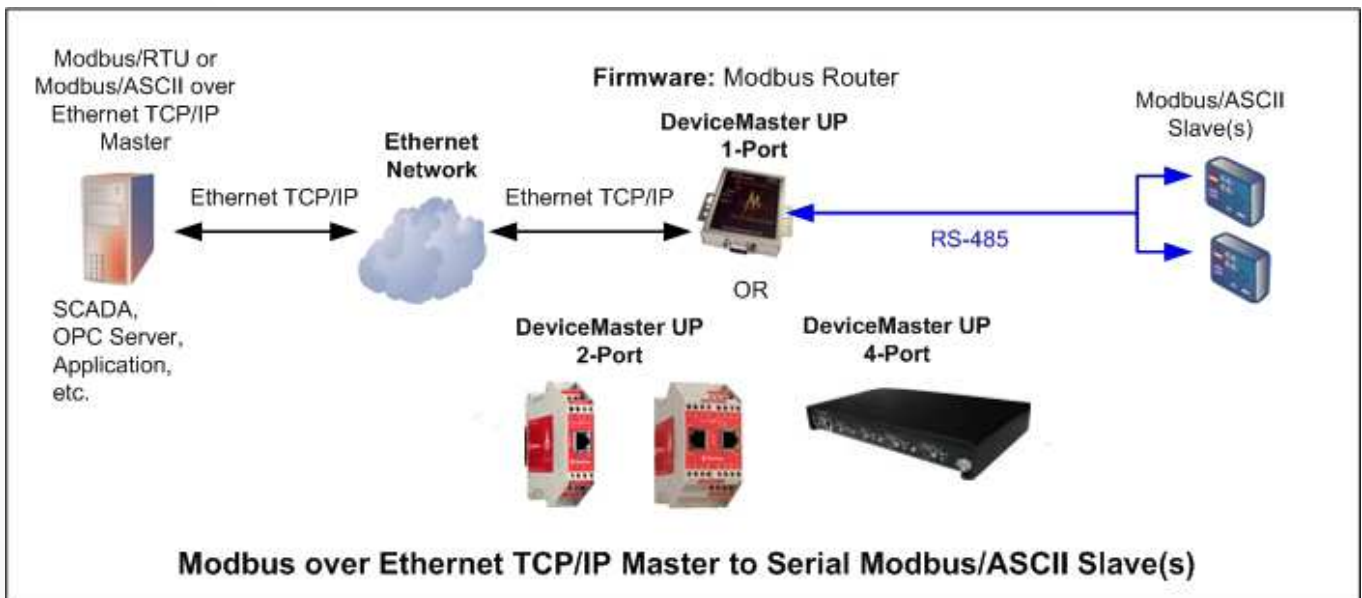 Modbus/RTU or
Modbus/ASCII over
Ethernet TCP/IP
Master
Ethernet TCP/IP
SCADA,
OPC Server,
Application,
etc.
Ethernet
Network
Ethernet TCP/IP
Firmware: Modbus Router
DeviceMaster UP
1-Port
OR
DeviceMaster UP
2-Port
DeviceMaster UP
4-Port
RS-485
Modbus/ASCII
Slave(s)
Modbus over Ethernet TCP/IP Master to Serial Modbus/ASCII Slave(s)